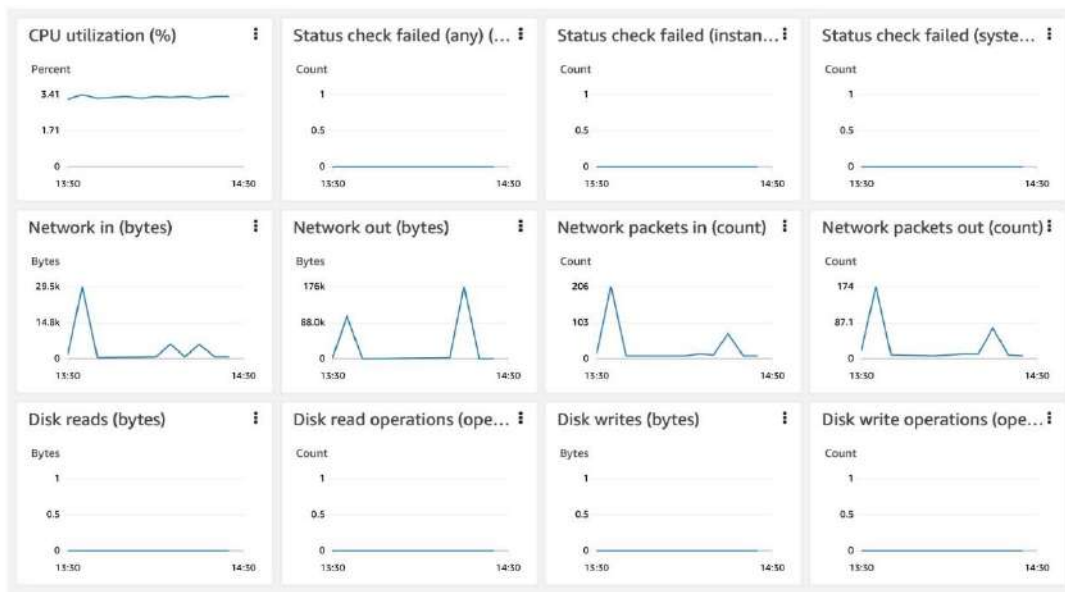 CPU utilization (%)
Percent
3.41
1.71
0
13:30 14:30
Status check failed (any) (...
Count
1
0.5
0
13:30 14:30
Status check failed (instan...
Count
1
0.5
0
13:30 14:30
Status check failed (syste...
Count
1
0.5
0
13:30 14:30
Network in (bytes)
Bytes
29.5k
14.8k
0
13:30 14:30
Network out (bytes)
Bytes
176k
88.0k
0
13:30 14:30
Network packets in (count)
Count
206
103
0
13:30 14:30
Network packets out (count)
Count
174
87.1
0
13:30 14:30
Disk reads (bytes)
Bytes
1
0.5
0
13:30 14:30
Disk read operations (ope...
Count
1
0.5
0
13:30 14:30
Disk writes (bytes)
Bytes
1
0.5
0
13:30 14:30
Disk write operations (ope...
Count
1
0.5
0
13:30 14:30